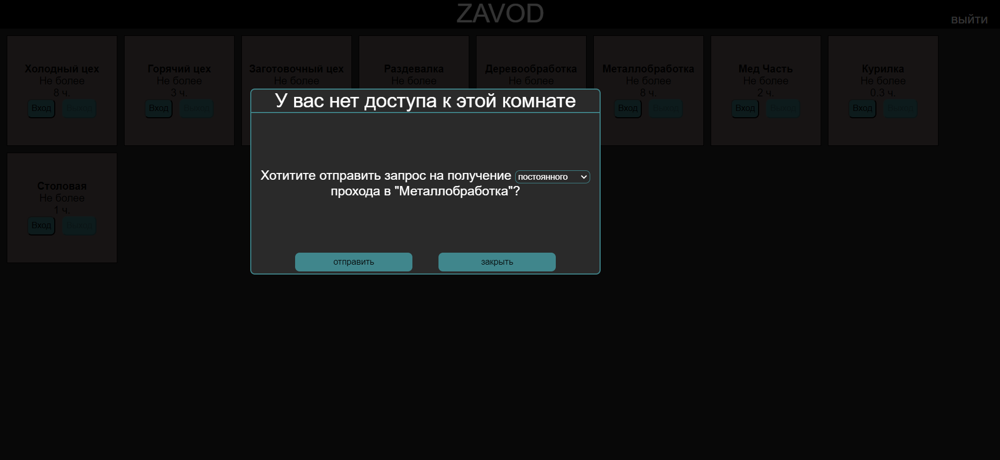 ZAVOD
ВЫЙТИ
Холодный цех
Не более
8 ч.
Вход Выход
Горячий цех
Не более
3 ч.
Вход Выход
Заготовочный цех
Не более
Раздевалка
Не более
Деревообработка
Не более
Металлобработка
Не более
8 ч.
Вход Выход
Мед Часть
Не более
2 ч.
Вход Выход
Курилка
Не более
0.3 ч.
Вход Выход
Столовая
Не более
1 ч.
Вход Выход
У вас нет доступа к этой комнате
Хотитите отправить запрос на получение постоянного
прохода в "Металлобработка"?
отправить закрыть